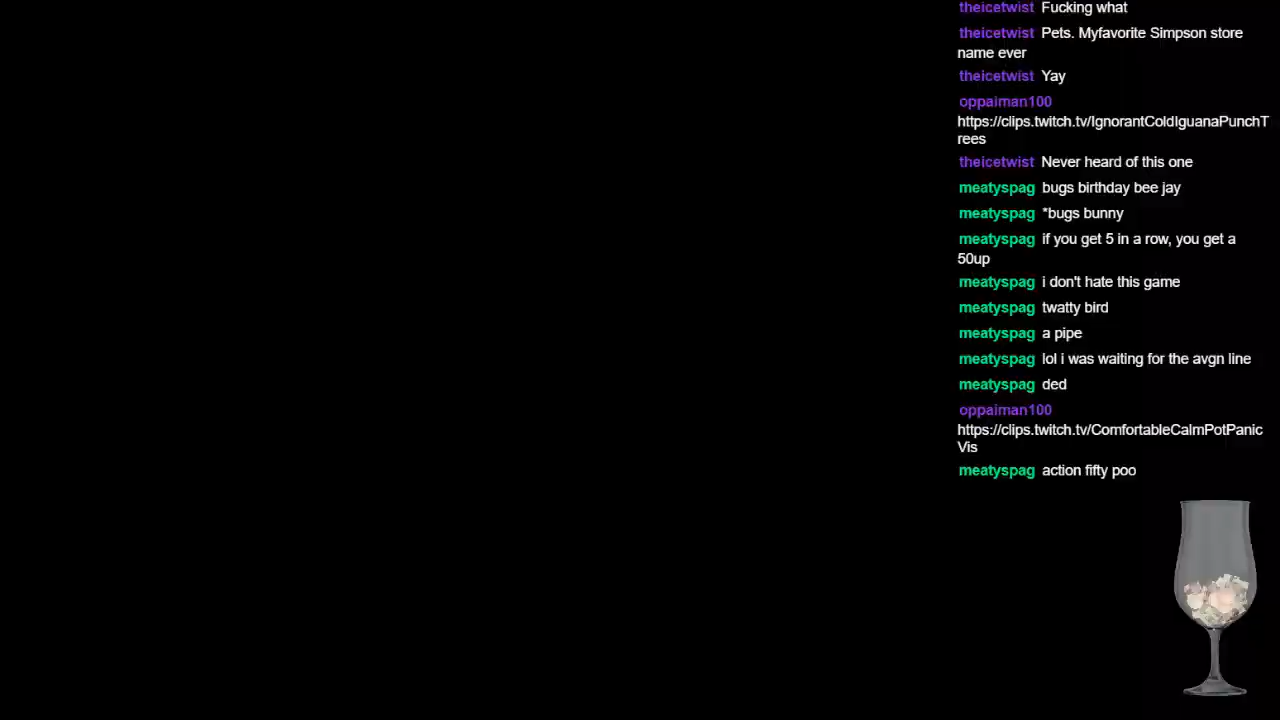 theicetwist Fucking what
theicetwist Pets. Myfavorite Simpson store
name ever
theicetwist Yay
oppaiman100
https://clips.twitch.tv/IgnorantColdIguanaPunchT
rees
theicetwist Never heard of this one
meatyspag bugs birthday bee jay
meatyspag *bugs bunny
meatyspag if you get 5 in a row, you get a
50up
meatyspag i don't hate this game
meatyspag twatty bird
meatyspag a pipe
meatyspag lol i was waiting for the avgn line
meatyspag ded
oppaiman100
https://clips.twitch.tv/ComfortableCalmPotPanic
Vis
meatyspag action fifty poo